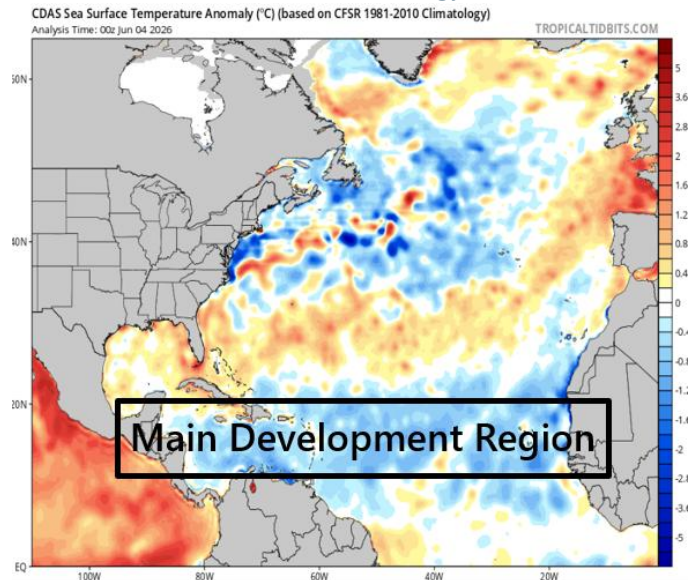 CDAS Sea Surface Temperature Anomaly (°C) (based on CFSR 1981-2010 Climatology)
Analysis Time: 00z Jun 04 2026
TROPICALTIDBITS.COM
5
3.6
2.8
2
1.6
1.2
0.8
0.4
0
-0.4
-0.8
-1.2
-1.6
-2
-2.8
-3.6
-5
40N
20N
Main Development Region
EQ
100W
80W
60W
40W
20W